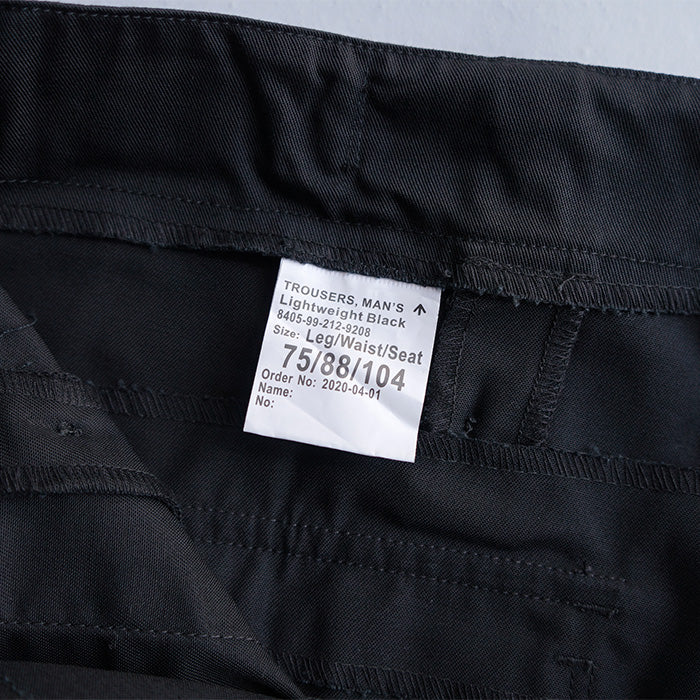 TROUSERS, MAN'S ↑
Lightweight Black
8405-99-212-9208
Size: Leg/Waist/Seat
75/88/104
Order No: 2020-04-01
Name:
No: